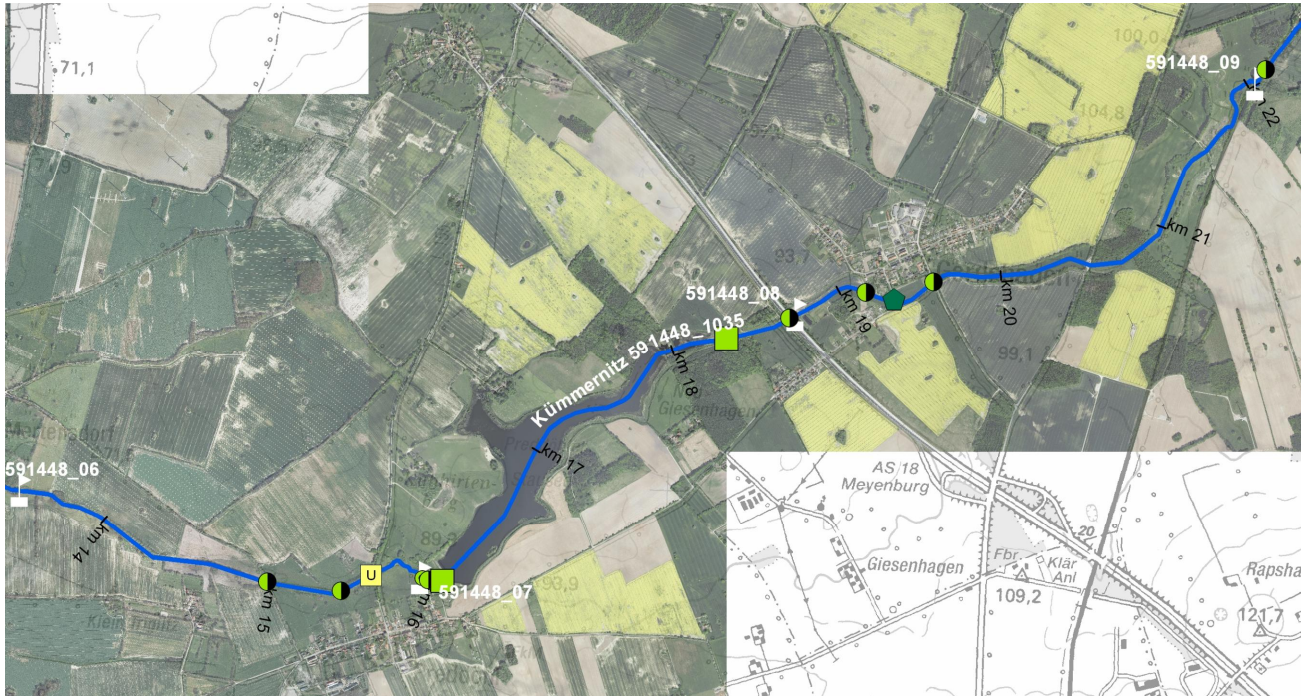 71,1
100,0
591448_09
km 22
104,8
93,7
km 21
591448_08
km 19
km 20
99,1
Kümmernitz 591448_1035
km 18
Giesenhagen
km 17
591448_06
km 14
89,
93,9
km 15
U
km 16
591448_07
AS 18
Meyenburg
Giesenhagen
20
Fbr.
Klär
Anl
109,2
Rapsha
121,7